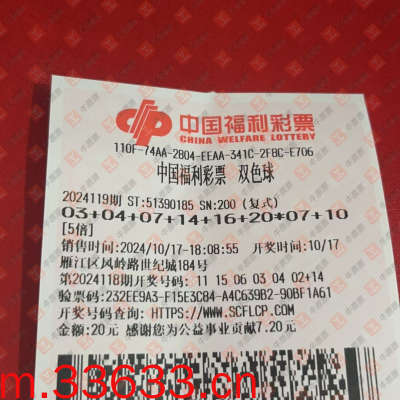 中国福利彩票
CHINA WELFARE LOTTERY
110F-74AA-2804-EEAA-341C-2F8C-E706
中国福利彩票 双色球
2024119期 ST:51390185 SN:200 (复式)
03+04+07+14+16+20*07+10
[5倍]
销售时间:2024/10/17-18:08:55 开奖时间:10/17
雁江区凤岭路世纪城184号
第2024118期开奖号码: 11 15 06 03 04 02+14
验票码:232EE9A3-F15E3C84-A4C639B2-90BF1A61
开奖号码查询: HTTPS://WWW.SCFLCP.COM
金额:20元 感谢您为公益事业贡献7.20元
m.33633.cn